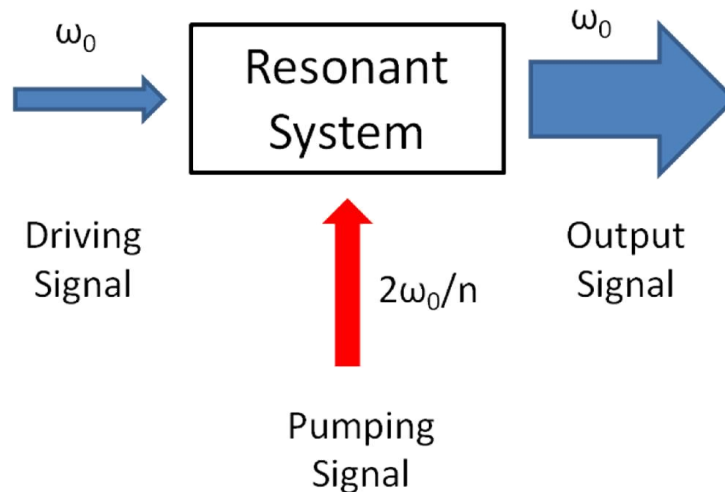 ω₀
Resonant
System
ω₀
Driving
Signal
2ω₀/n
Output
Signal
Pumping
Signal